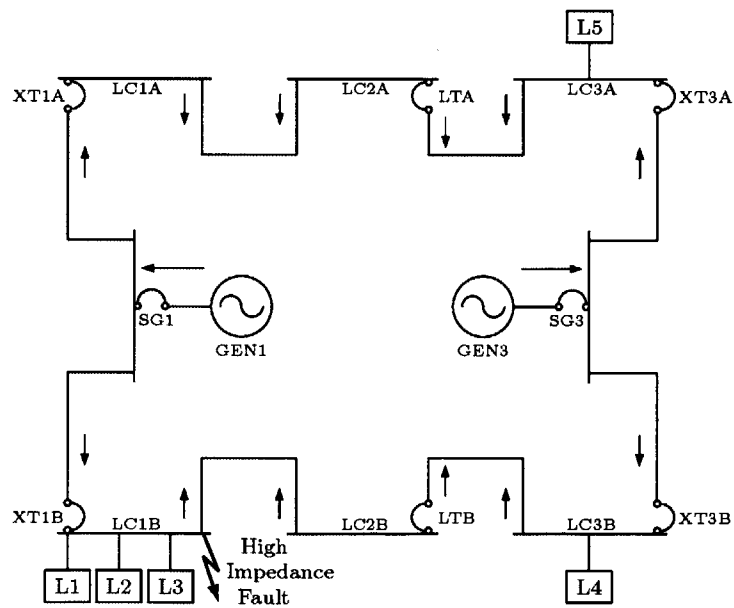 L5
XT1A
LC1A
LC2A
LTA
LC3A
XT3A
SG1
GEN1
GEN3
SG3
XT1B
LC1B
LC2B
LTB
LC3B
XT3B
L1
L2
L3
High
Impedance
Fault
L4